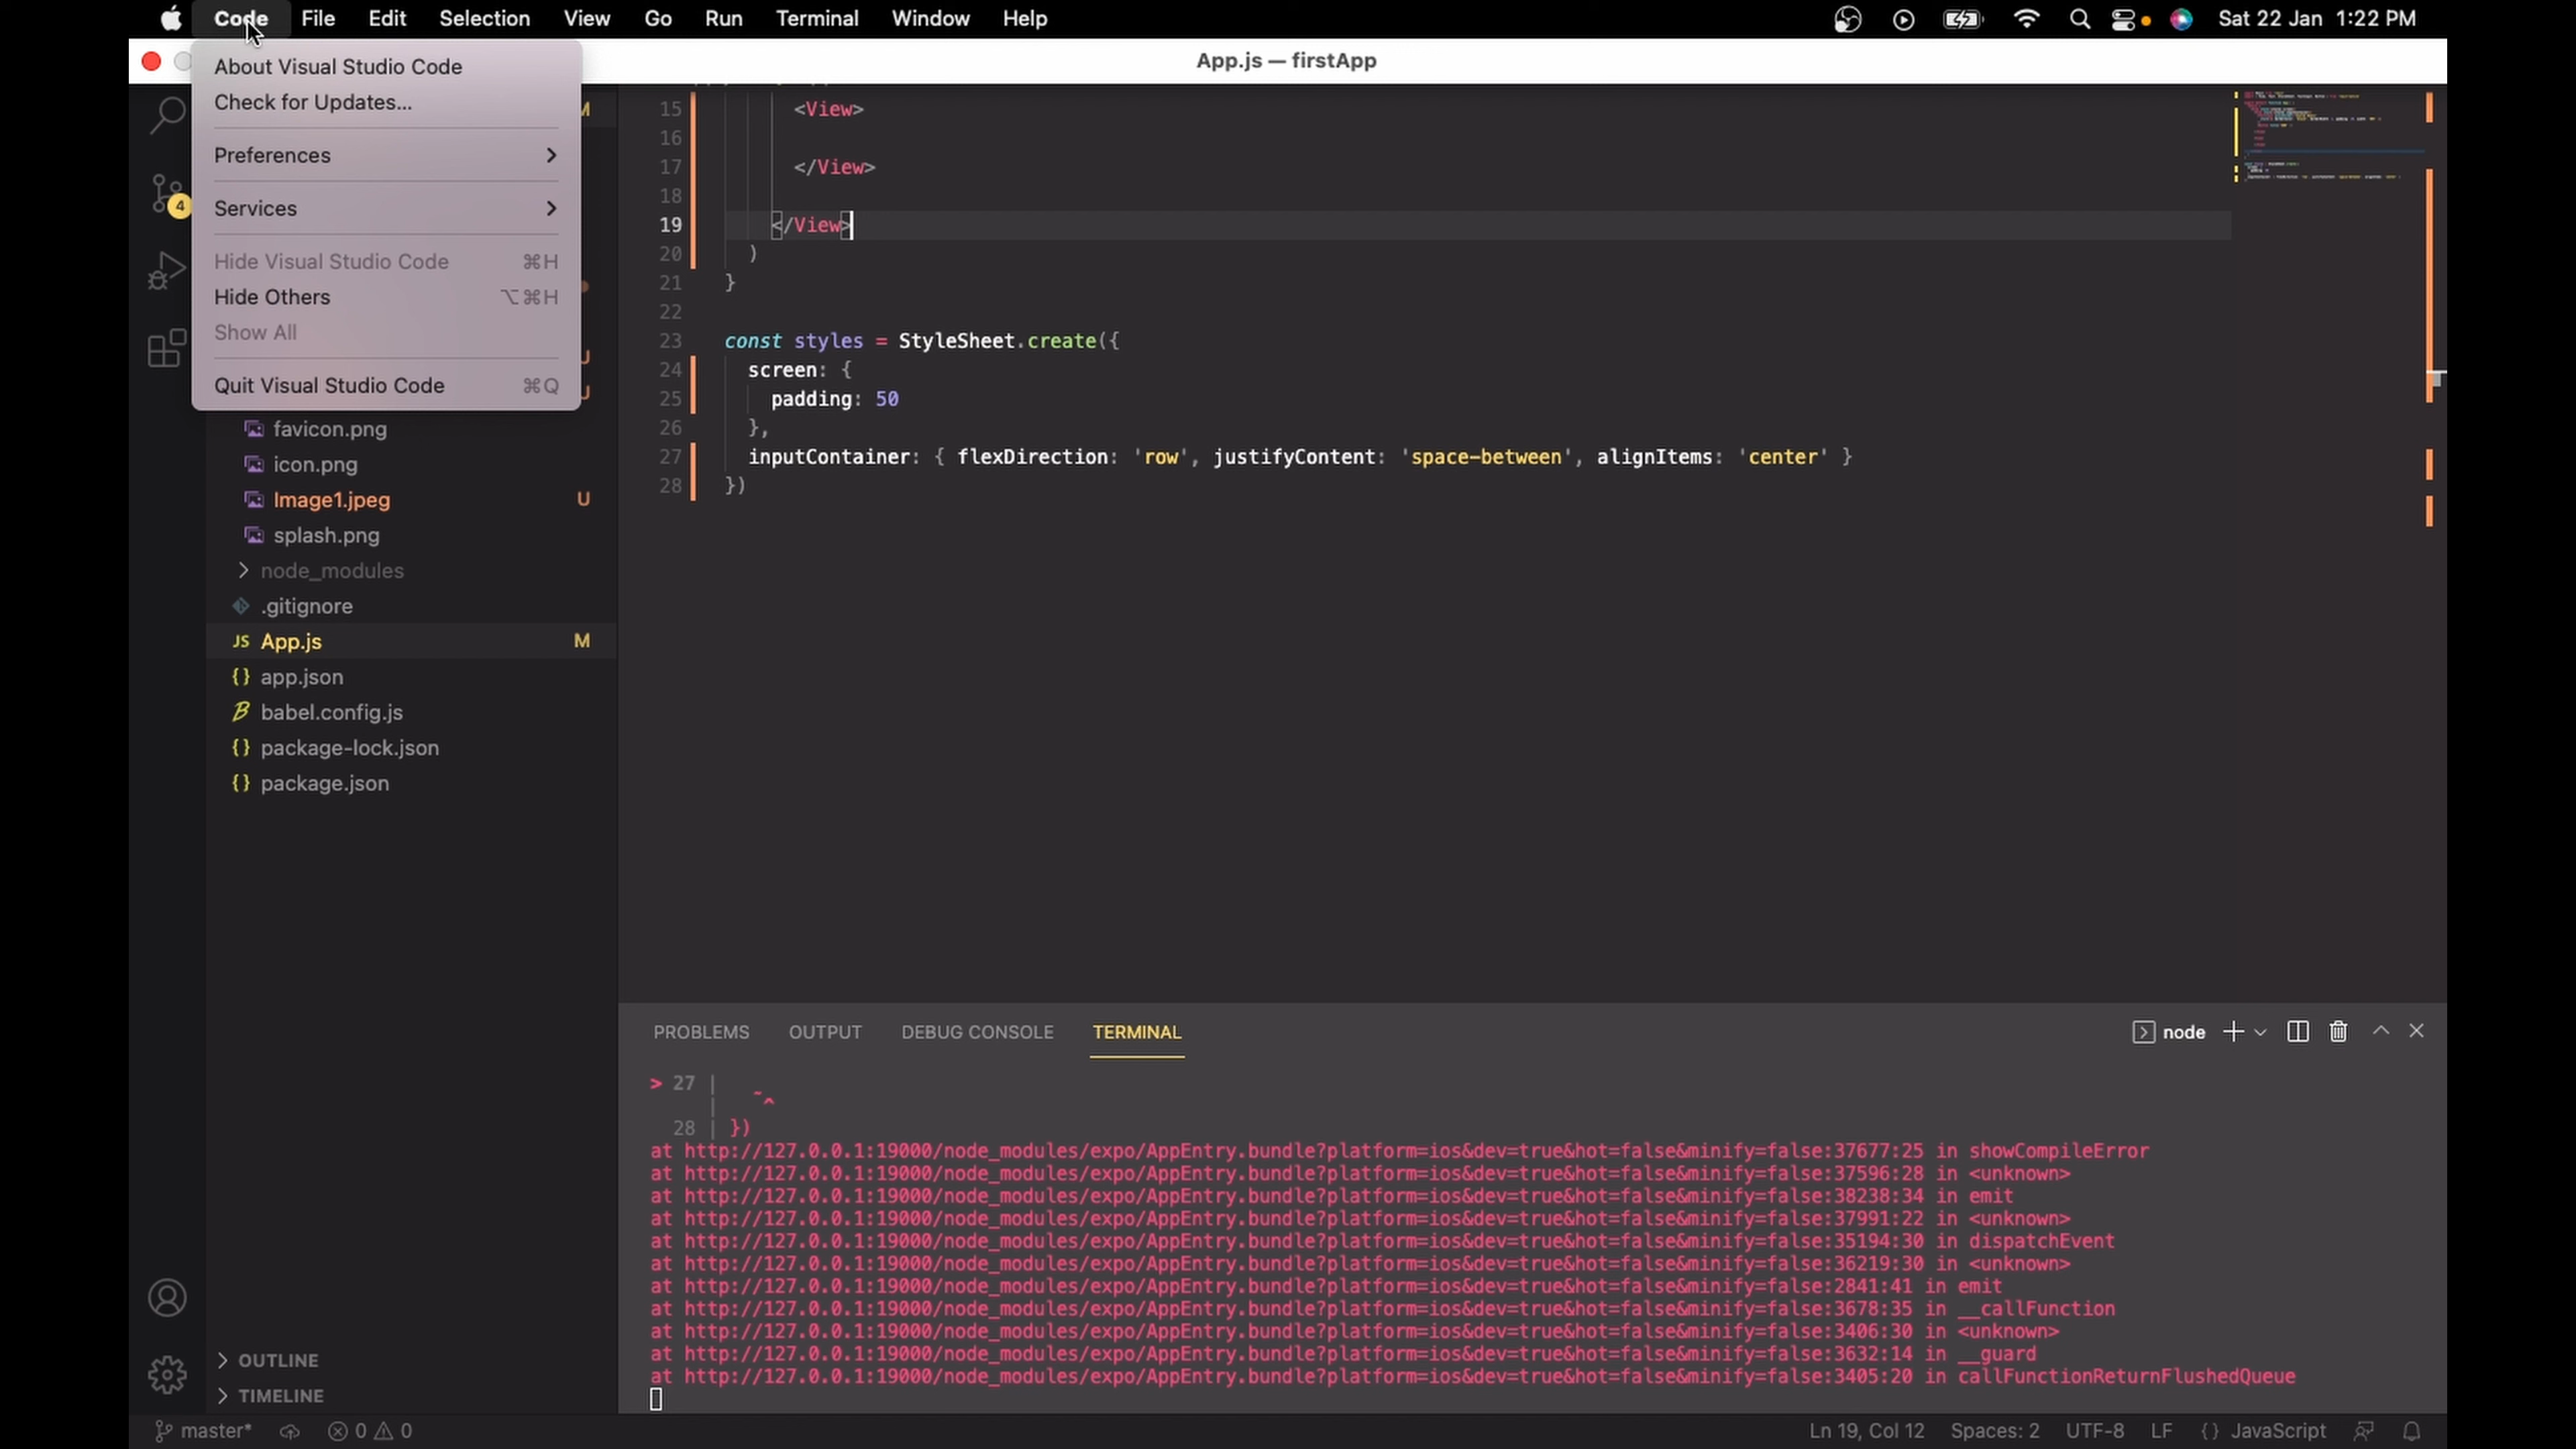 Code File Edit Selection View Go Run Terminal Window Help Sat 22 Jan 1:22 PM
App.js — firstApp
About Visual Studio Code
Check for Updates...
Preferences
Services
Hide Visual Studio Code ⌘H
Hide Others ⌥⌘H
Show All
Quit Visual Studio Code ⌘Q
4
M
U
U
favicon.png
icon.png
Image1.jpeg U
splash.png
node_modules
.gitignore
JS App.js M
{} app.json
babel.config.js
{} package-lock.json
{} package.json
OUTLINE
TIMELINE
15 <View>
16
17 </View>
18
19 </View>
20 )
21 }
22
23 const styles = StyleSheet.create({
24 screen: {
25 padding: 50
26 },
27 inputContainer: { flexDirection: 'row', justifyContent: 'space-between', alignItems: 'center' }
28 })
PROBLEMS OUTPUT DEBUG CONSOLE TERMINAL node
> 27 |
| ^
28 | })
at http://127.0.0.1:19000/node_modules/expo/AppEntry.bundle?platform=ios&dev=true&hot=false&minify=false:37677:25 in showCompileError
at http://127.0.0.1:19000/node_modules/expo/AppEntry.bundle?platform=ios&dev=true&hot=false&minify=false:37596:28 in <unknown>
at http://127.0.0.1:19000/node_modules/expo/AppEntry.bundle?platform=ios&dev=true&hot=false&minify=false:38238:34 in emit
at http://127.0.0.1:19000/node_modules/expo/AppEntry.bundle?platform=ios&dev=true&hot=false&minify=false:37991:22 in <unknown>
at http://127.0.0.1:19000/node_modules/expo/AppEntry.bundle?platform=ios&dev=true&hot=false&minify=false:35194:30 in dispatchEvent
at http://127.0.0.1:19000/node_modules/expo/AppEntry.bundle?platform=ios&dev=true&hot=false&minify=false:36219:30 in <unknown>
at http://127.0.0.1:19000/node_modules/expo/AppEntry.bundle?platform=ios&dev=true&hot=false&minify=false:2841:41 in emit
at http://127.0.0.1:19000/node_modules/expo/AppEntry.bundle?platform=ios&dev=true&hot=false&minify=false:3678:35 in __callFunction
at http://127.0.0.1:19000/node_modules/expo/AppEntry.bundle?platform=ios&dev=true&hot=false&minify=false:3406:30 in <unknown>
at http://127.0.0.1:19000/node_modules/expo/AppEntry.bundle?platform=ios&dev=true&hot=false&minify=false:3632:14 in __guard
at http://127.0.0.1:19000/node_modules/expo/AppEntry.bundle?platform=ios&dev=true&hot=false&minify=false:3405:20 in callFunctionReturnFlushedQueue
master* 0 0 Ln 19, Col 12 Spaces: 2 UTF-8 LF {} JavaScript